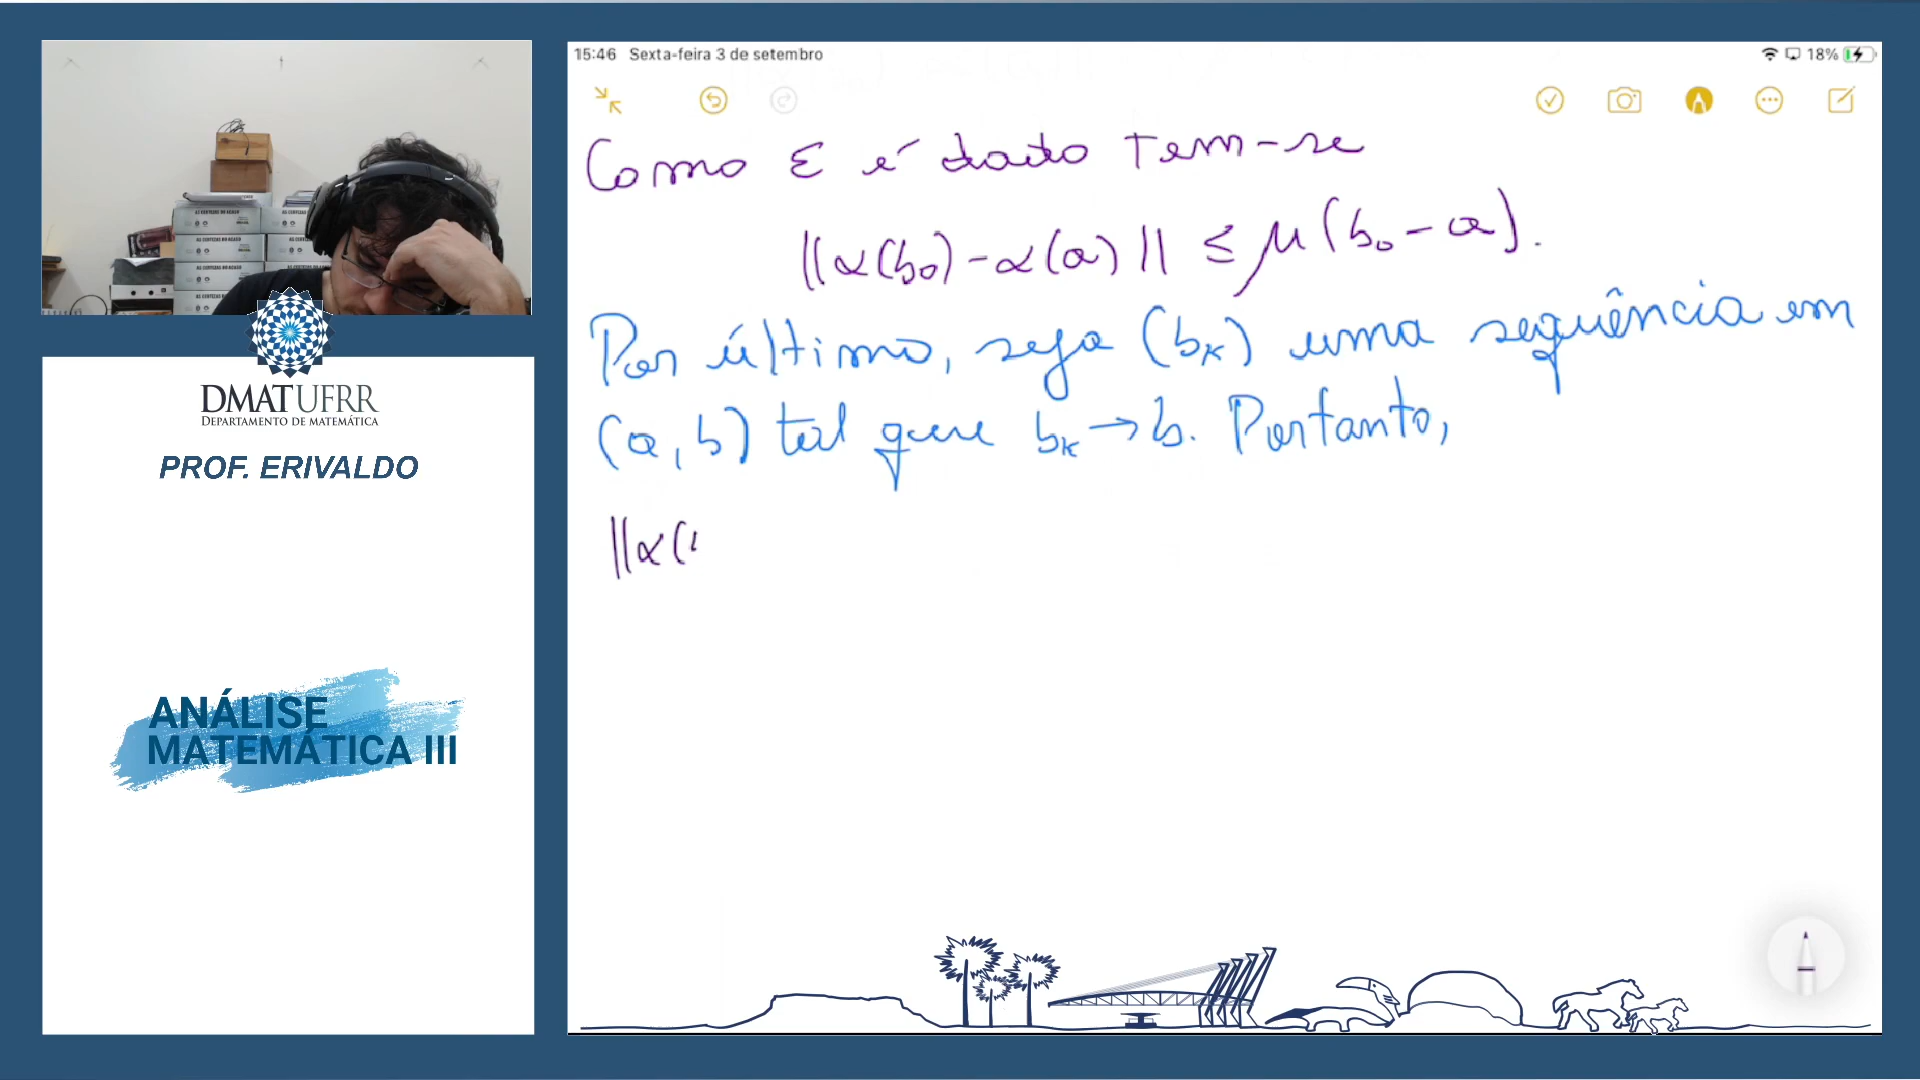 15:46 Sexta-feira 3 de setembro
18%
Como ε é dado tem-se
||α(b₀)-α(a)|| ≤ μ(b₀-a).
Por último, seja (bₖ) uma sequência em
(a,b) tal que bₖ→b. Portanto,
||α(
DMATUFRR
DEPARTAMENTO DE MATEMÁTICA
PROF. ERIVALDO
ANÁLISE
MATEMÁTICA III